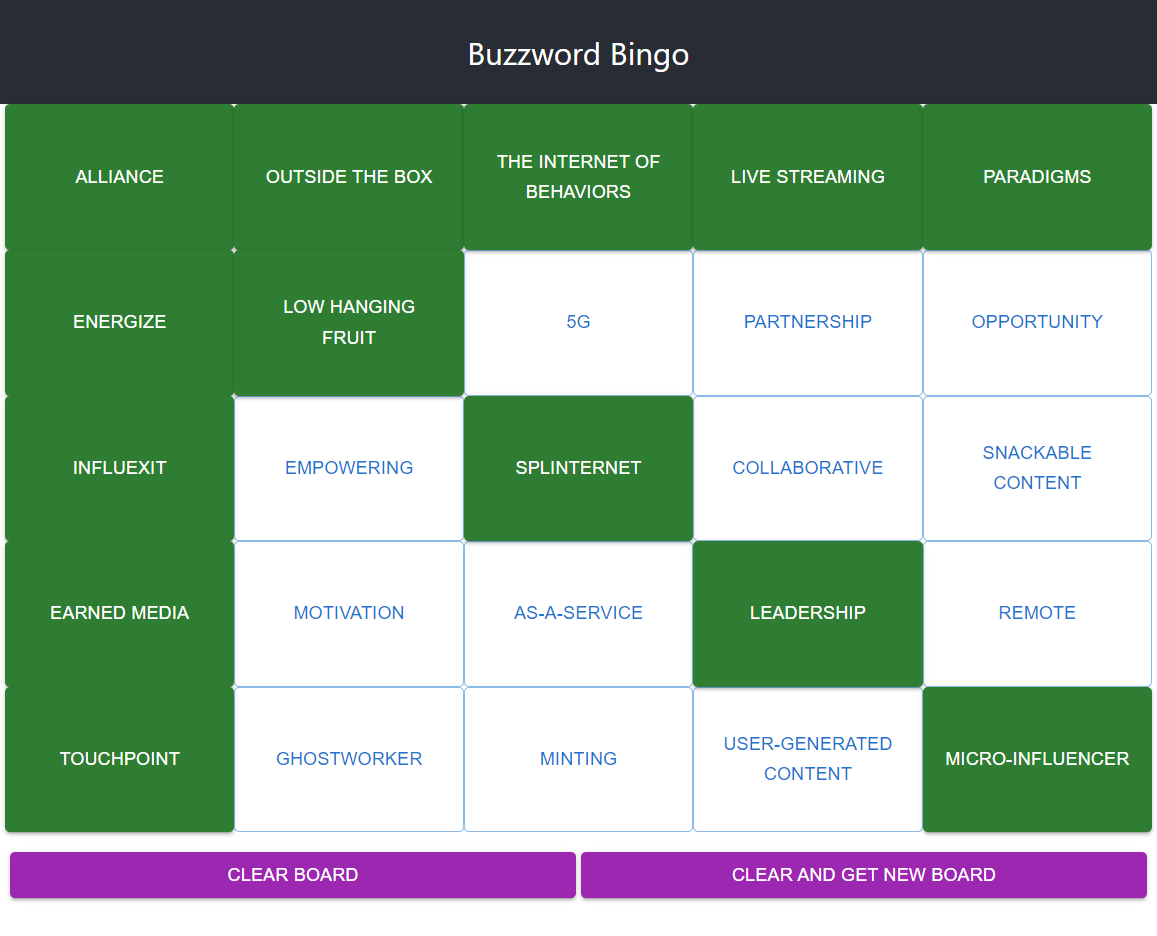 Buzzword Bingo
ALLIANCE
OUTSIDE THE BOX
THE INTERNET OF
BEHAVIORS
LIVE STREAMING
PARADIGMS
ENERGIZE
LOW HANGING
FRUIT
5G
PARTNERSHIP
OPPORTUNITY
INFLUEXIT
EMPOWERING
SPLINTERNET
COLLABORATIVE
SNACKABLE
CONTENT
EARNED MEDIA
MOTIVATION
AS-A-SERVICE
LEADERSHIP
REMOTE
TOUCHPOINT
GHOSTWORKER
MINTING
USER-GENERATED
CONTENT
MICRO-INFLUENCER
CLEAR BOARD
CLEAR AND GET NEW BOARD